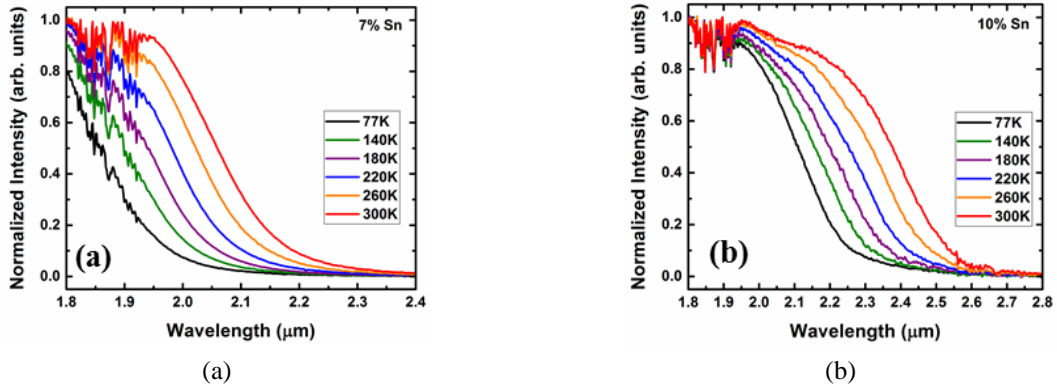 7% Sn
Normalized Intensity (arb. units)
1.0
0.8
0.6
0.4
0.2
0.0
77K
140K
180K
220K
260K
300K
(a)
1.8 1.9 2.0 2.1 2.2 2.3 2.4
Wavelength (μm)
(a)
10% Sn
Normalized Intensity (arb. units)
1.0
0.8
0.6
0.4
0.2
0.0
77K
140K
180K
220K
260K
300K
(b)
1.8 1.9 2.0 2.1 2.2 2.3 2.4 2.5 2.6 2.7 2.8
Wavelength (μm)
(b)